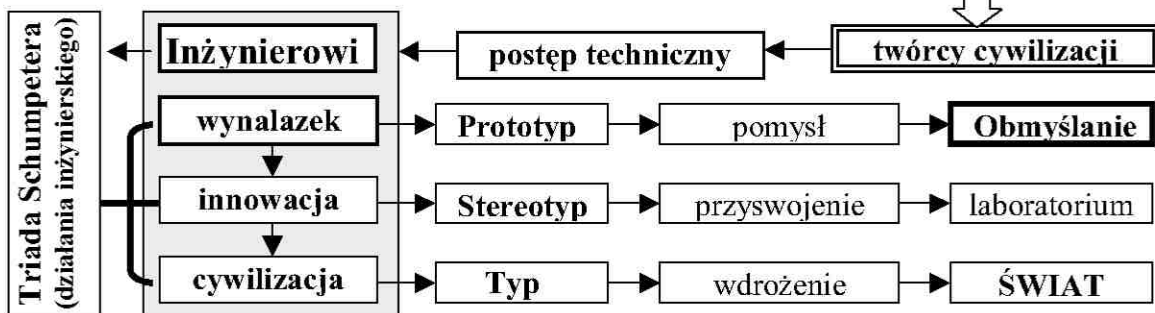 Triada Schumpetera
(działania inżynierskiego)
Inżynierowi
postęp techniczny
twórcy cywilizacji
wynalazek
Prototyp
pomysł
Obmyślanie
innowacja
Stereotyp
przyswojenie
laboratorium
cywilizacja
Typ
wdrożenie
ŚWIAT